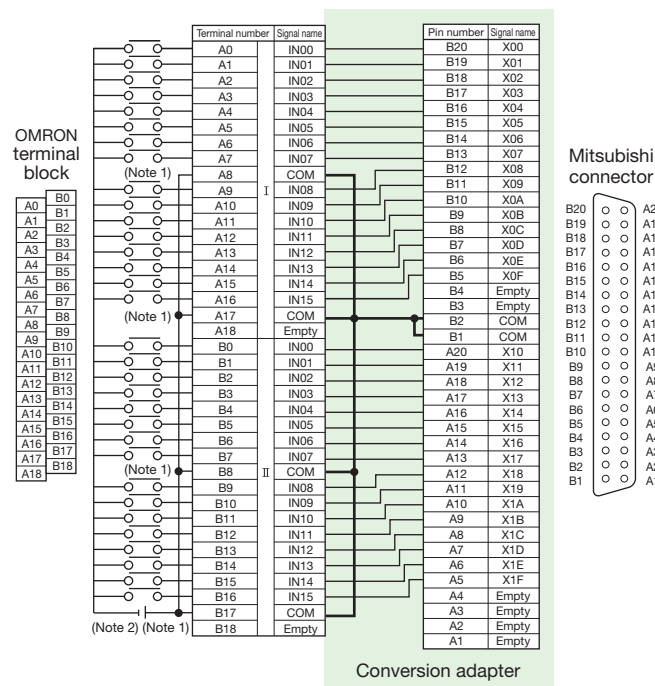 Terminal number Signal name
A0 IN00
A1 IN01
A2 IN02
A3 IN03
A4 IN04
A5 IN05
A6 IN06
A7 IN07
(Note 1) A8 COM
A9 I IN08
A10 IN09
A11 IN10
A12 IN11
A13 IN12
A14 IN13
A15 IN14
A16 IN15
(Note 1) A17 COM
A18 Empty
B0 IN00
B1 IN01
B2 IN02
B3 IN03
B4 IN04
B5 IN05
B6 IN06
B7 IN07
(Note 1) B8 II COM
B9 IN08
B10 IN09
B11 IN10
B12 IN11
B13 IN12
B14 IN13
B15 IN14
B16 IN15
B17 COM
(Note 2) (Note 1) B18 Empty
Pin number Signal name
B20 X00
B19 X01
B18 X02
B17 X03
B16 X04
B15 X05
B14 X06
B13 X07
B12 X08
B11 X09
B10 X0A
B9 X0B
B8 X0C
B7 X0D
B6 X0E
B5 X0F
B4 Empty
B3 Empty
B2 COM
B1 COM
A20 X10
A19 X11
A18 X12
A17 X13
A16 X14
A15 X15
A14 X16
A13 X17
A12 X18
A11 X19
A10 X1A
A9 X1B
A8 X1C
A7 X1D
A6 X1E
A5 X1F
A4 Empty
A3 Empty
A2 Empty
A1 Empty
Conversion adapter
OMRON
terminal
block
B0
A0
B1
A1
B2
A2
B3
A3
B4
A4
B5
A5
B6
A6
B7
A7
B8
A8
B9
A9
B10
A10
B11
A11
B12
A12
B13
A13
B14
A14
B15
A15
B16
A16
B17
A17
B18
A18
Mitsubishi
connector
B20
B19
B18
B17
B16
B15
B14
B13
B12
B11
B10
B9
B8
B7
B6
B5
B4
B3
B2
B1